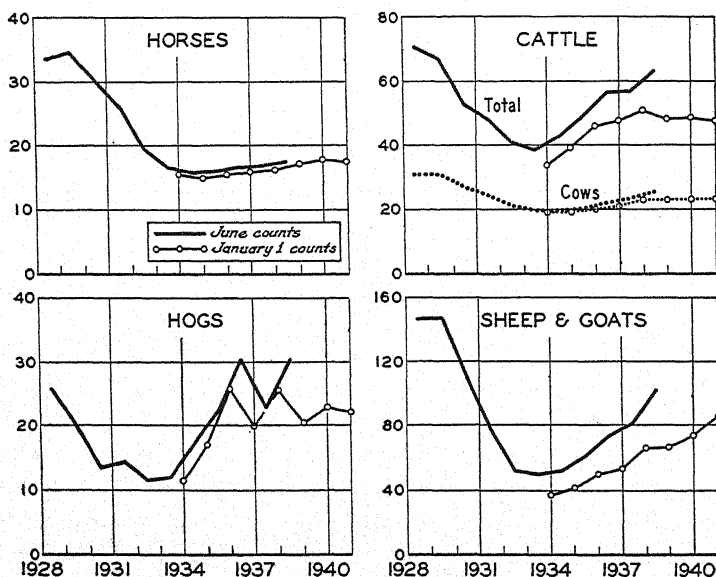 HORSES
40
30
20
10
0
June counts
January 1 counts
CATTLE
80
60
40
20
0
Total
Cows
HOGS
40
30
20
10
0
1928 1931 1934 1937 1940
SHEEP & GOATS
160
120
80
40
0
1928 1931 1934 1937 1940